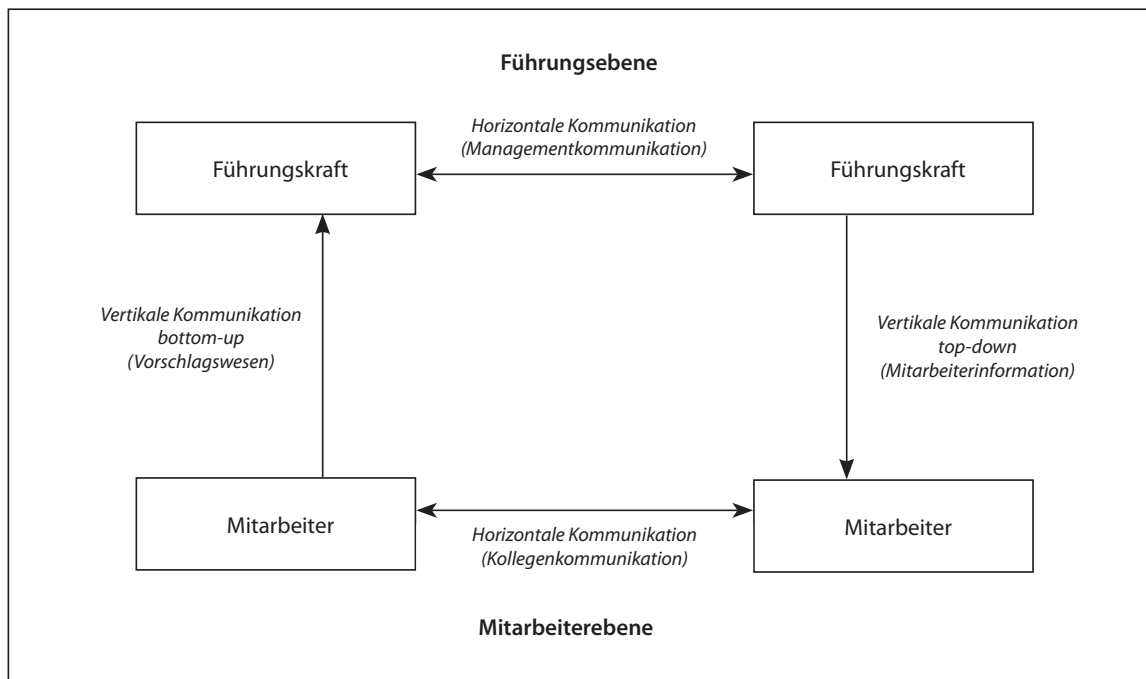 Führungsebene
Horizontale Kommunikation
(Managementkommunikation)
Führungskraft
Führungskraft
Vertikale Kommunikation
bottom-up
(Vorschlagswesen)
Vertikale Kommunikation
top-down
(Mitarbeiterinformation)
Mitarbeiter
Mitarbeiter
Horizontale Kommunikation
(Kollegenkommunikation)
Mitarbeiterebene